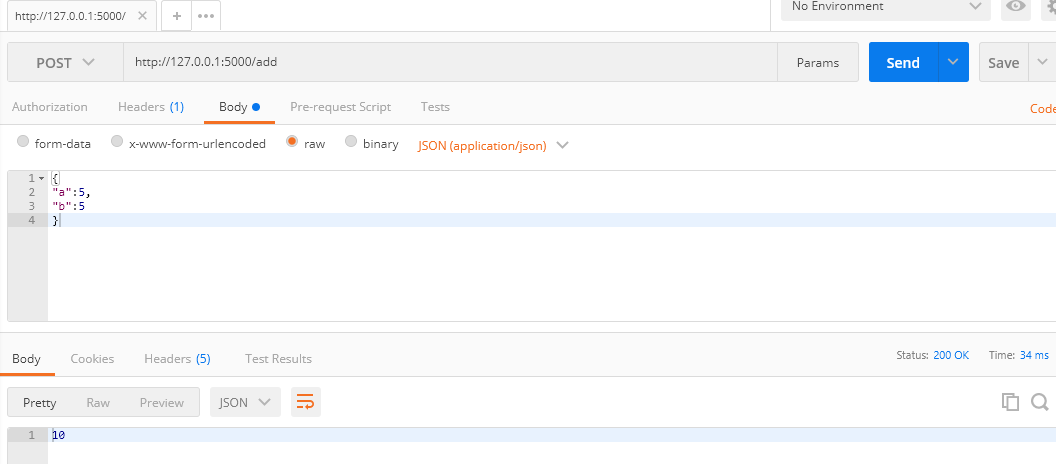 http://127.0.0.1:5000/
No Environment
POST http://127.0.0.1:5000/add Params Send Save
Authorization Headers (1) Body Pre-request Script Tests Code
form-data x-www-form-urlencoded raw binary JSON (application/json)
1 {
2 "a":5,
3 "b":5
4 }
Body Cookies Headers (5) Test Results Status: 200 OK Time: 34 ms
Pretty Raw Preview JSON
1 10